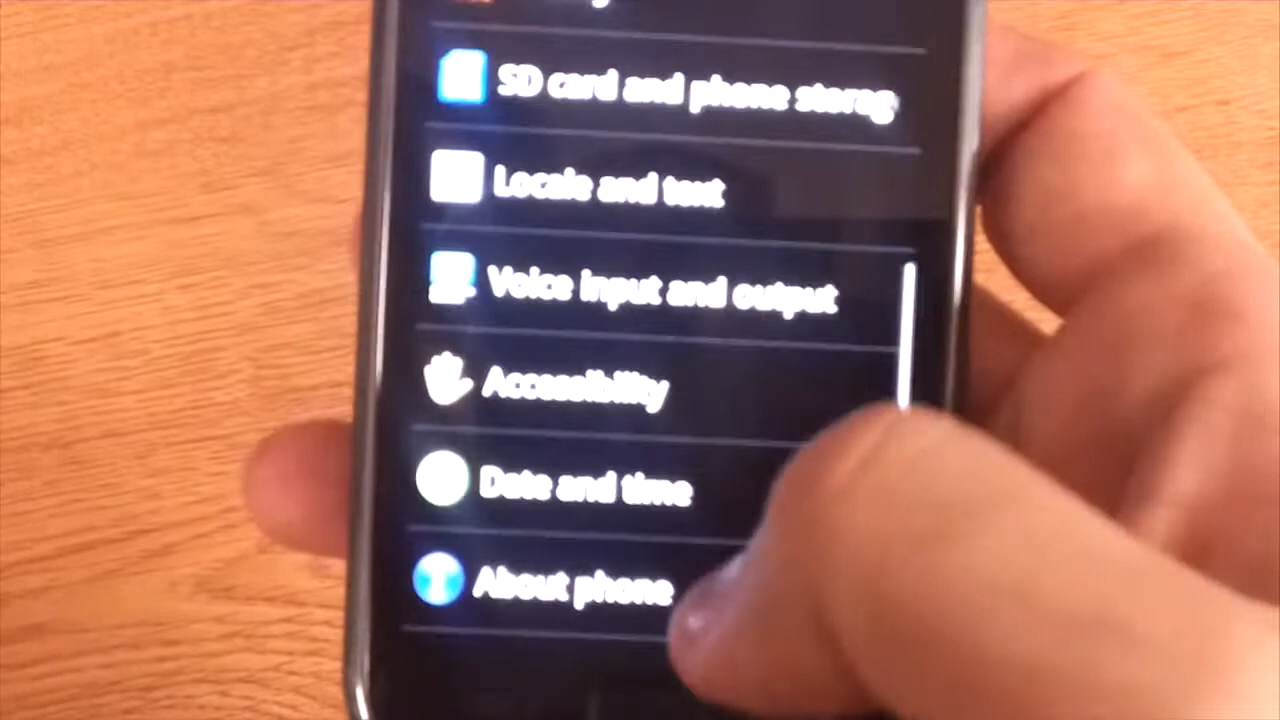 SD card and phone storag
Locale and text
Voice input and output
Accessibility
Date and time
About phone